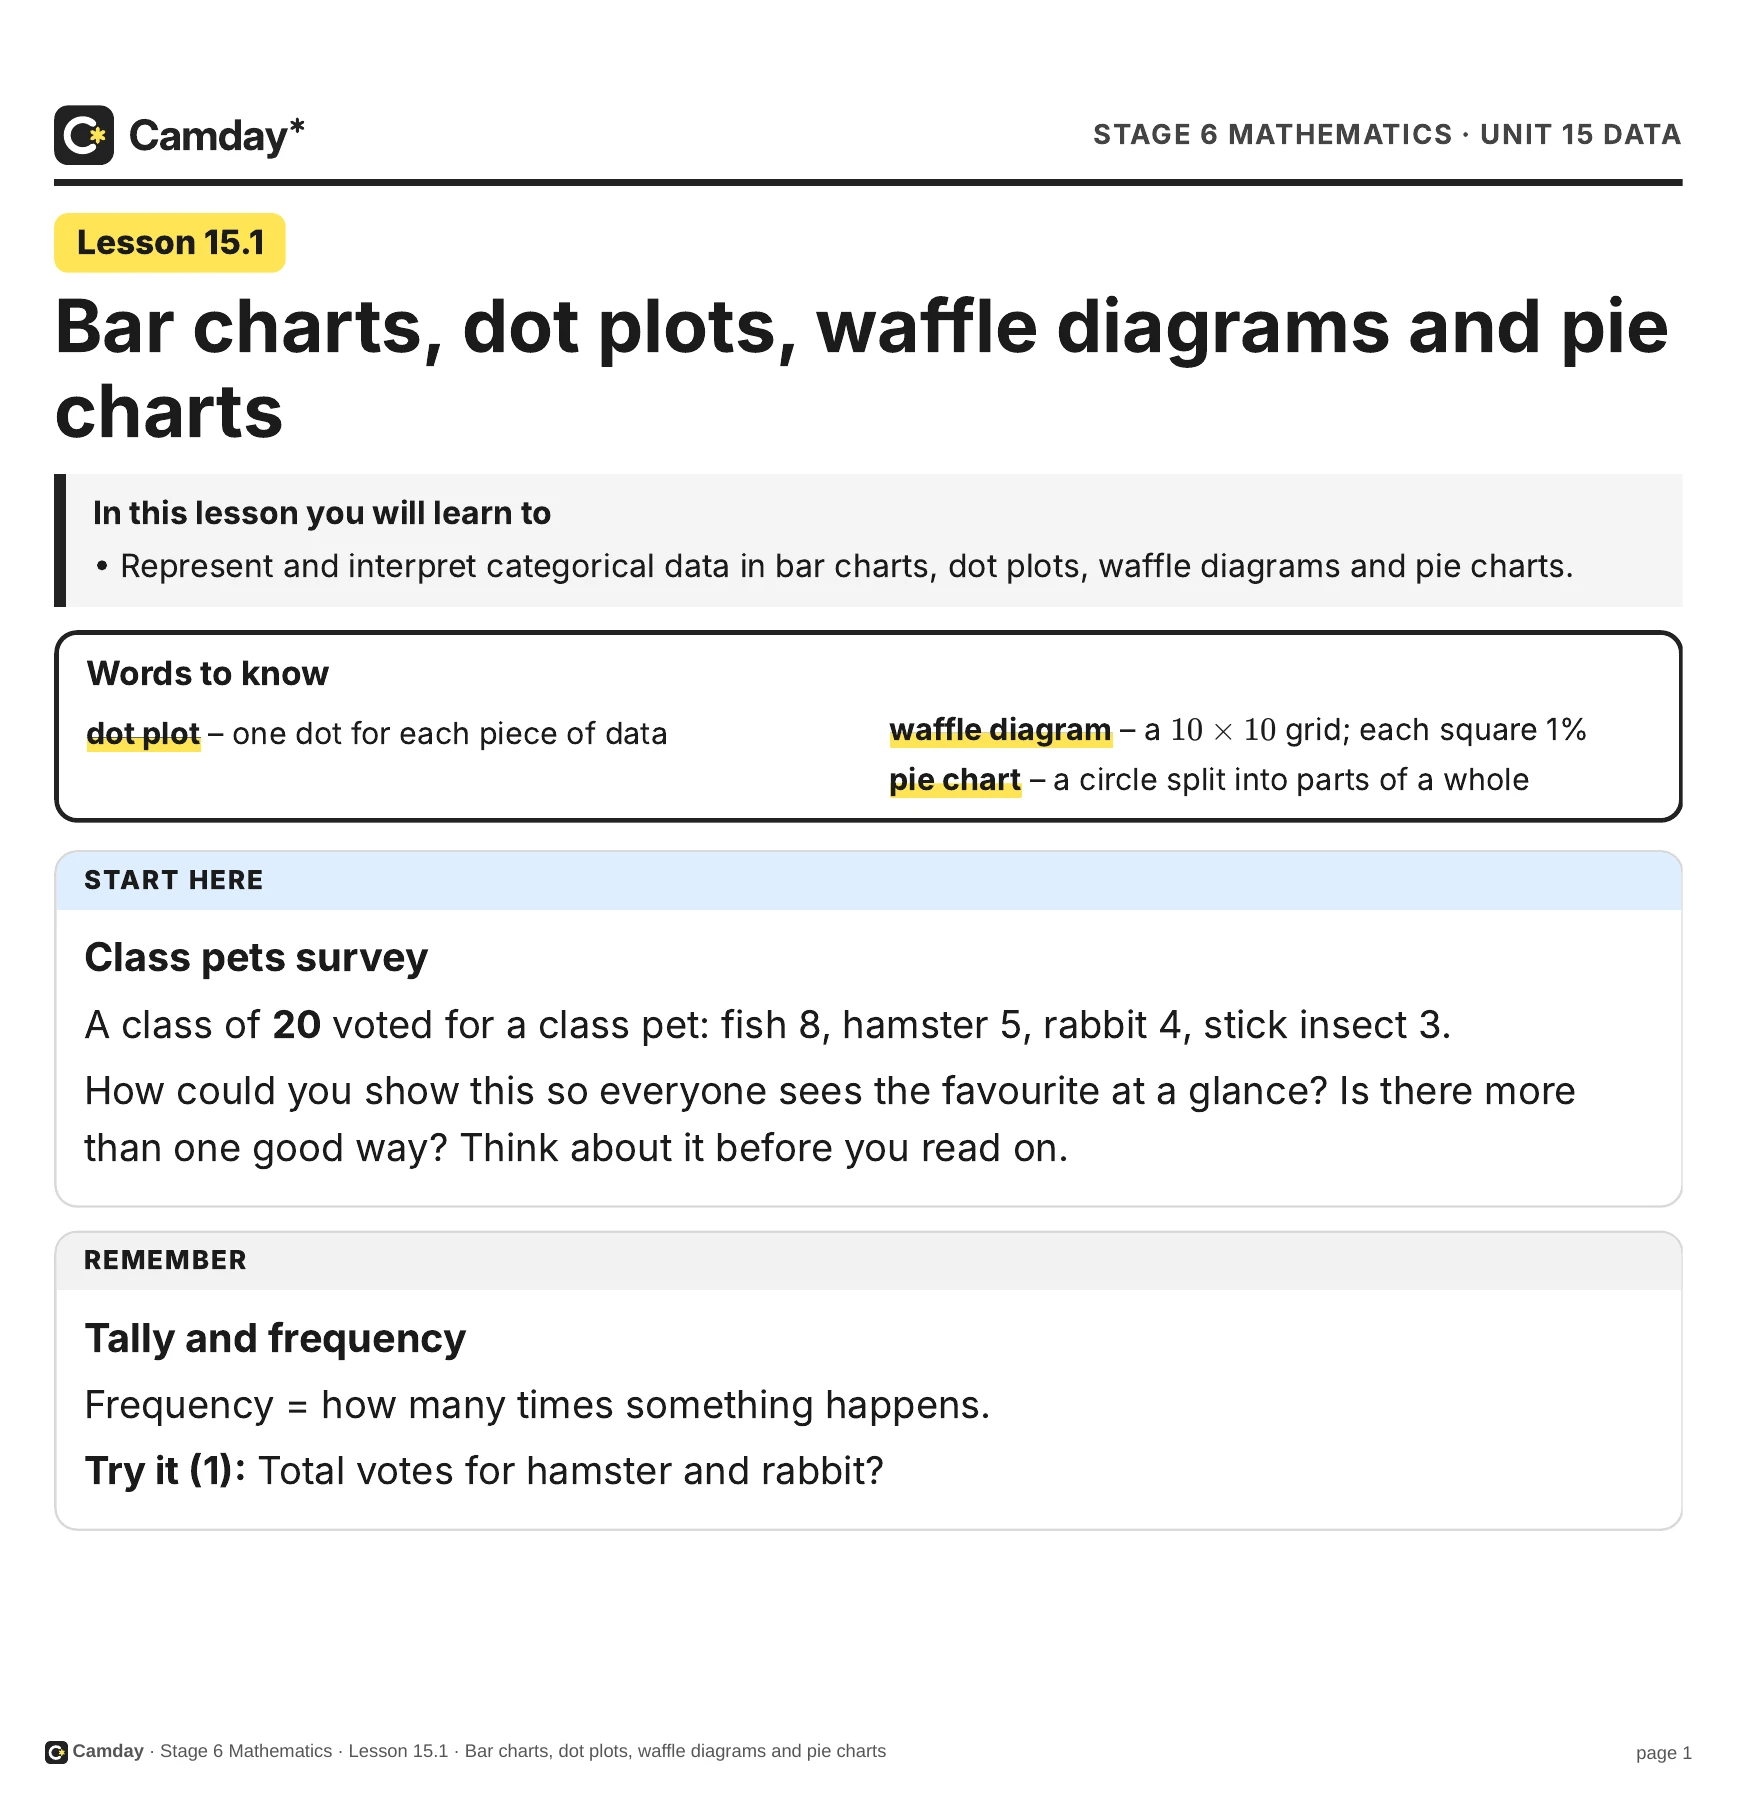 Camday*
STAGE 6 MATHEMATICS · UNIT 15 DATA
Lesson 15.1
Bar charts, dot plots, waffle diagrams and pie
charts
In this lesson you will learn to
• Represent and interpret categorical data in bar charts, dot plots, waffle diagrams and pie charts.
Words to know
dot plot – one dot for each piece of data
waffle diagram – a 10 × 10 grid; each square 1%
pie chart – a circle split into parts of a whole
START HERE
Class pets survey
A class of 20 voted for a class pet: fish 8, hamster 5, rabbit 4, stick insect 3.
How could you show this so everyone sees the favourite at a glance? Is there more
than one good way? Think about it before you read on.
REMEMBER
Tally and frequency
Frequency = how many times something happens.
Try it (1): Total votes for hamster and rabbit?
Camday · Stage 6 Mathematics · Lesson 15.1 · Bar charts, dot plots, waffle diagrams and pie charts
page 1